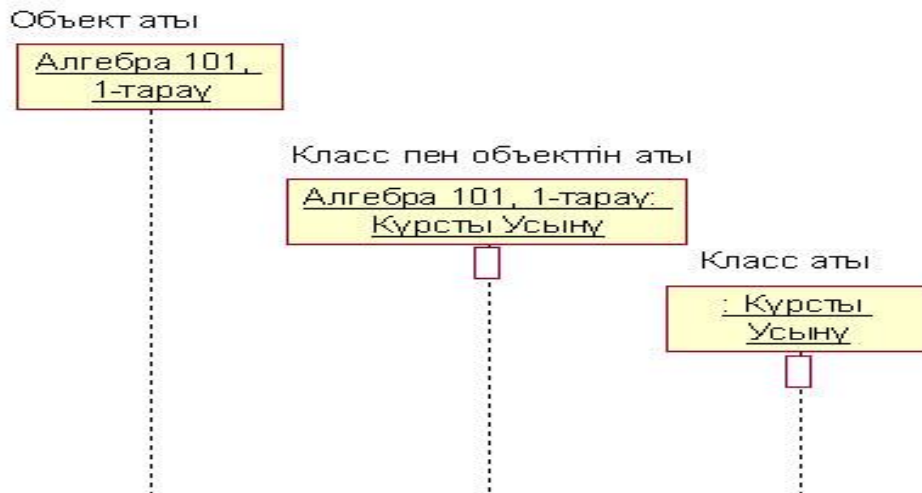 Объект аты
Алгебра 101,
1-тарау
Класс пен объекттін аты
Алгебра 101, 1-тарау:
Курсты Усыну
Класс аты
: Курсты
Усыну